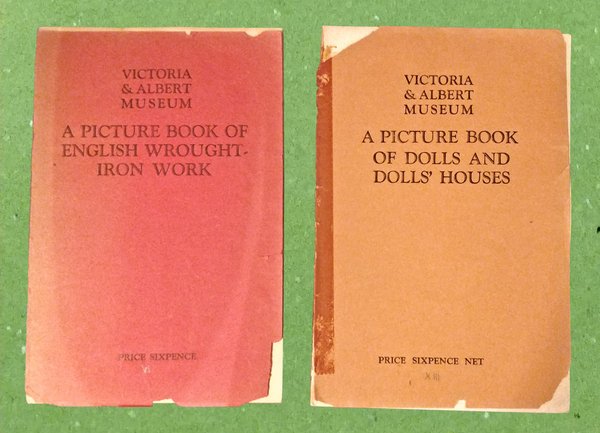 VICTORIA
& ALBERT
MUSEUM
A PICTURE BOOK OF
ENGLISH WROUGHT-
IRON WORK
PRICE SIXPENCE
VICTORIA
& ALBERT
MUSEUM
A PICTURE BOOK
OF DOLLS AND
DOLLS' HOUSES
PRICE SIXPENCE NET
XIII